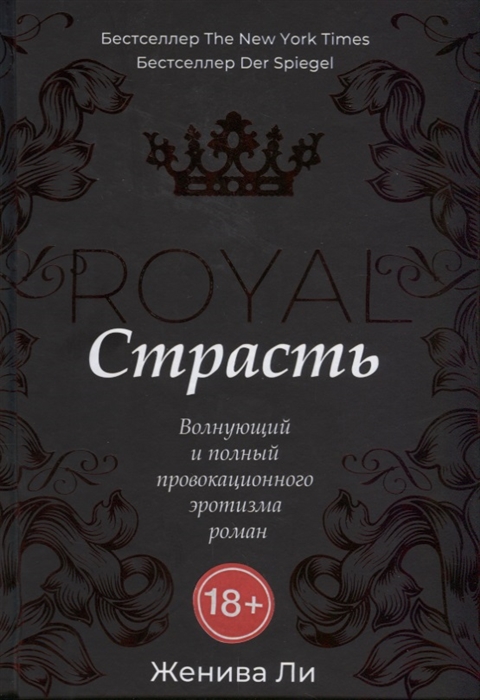 Бестселлер The New York Times
Бестселлер Der Spiegel
ROYAL
Страсть
Волнующий
и полный
провокационного
эротизма
роман
18+
Женива Ли